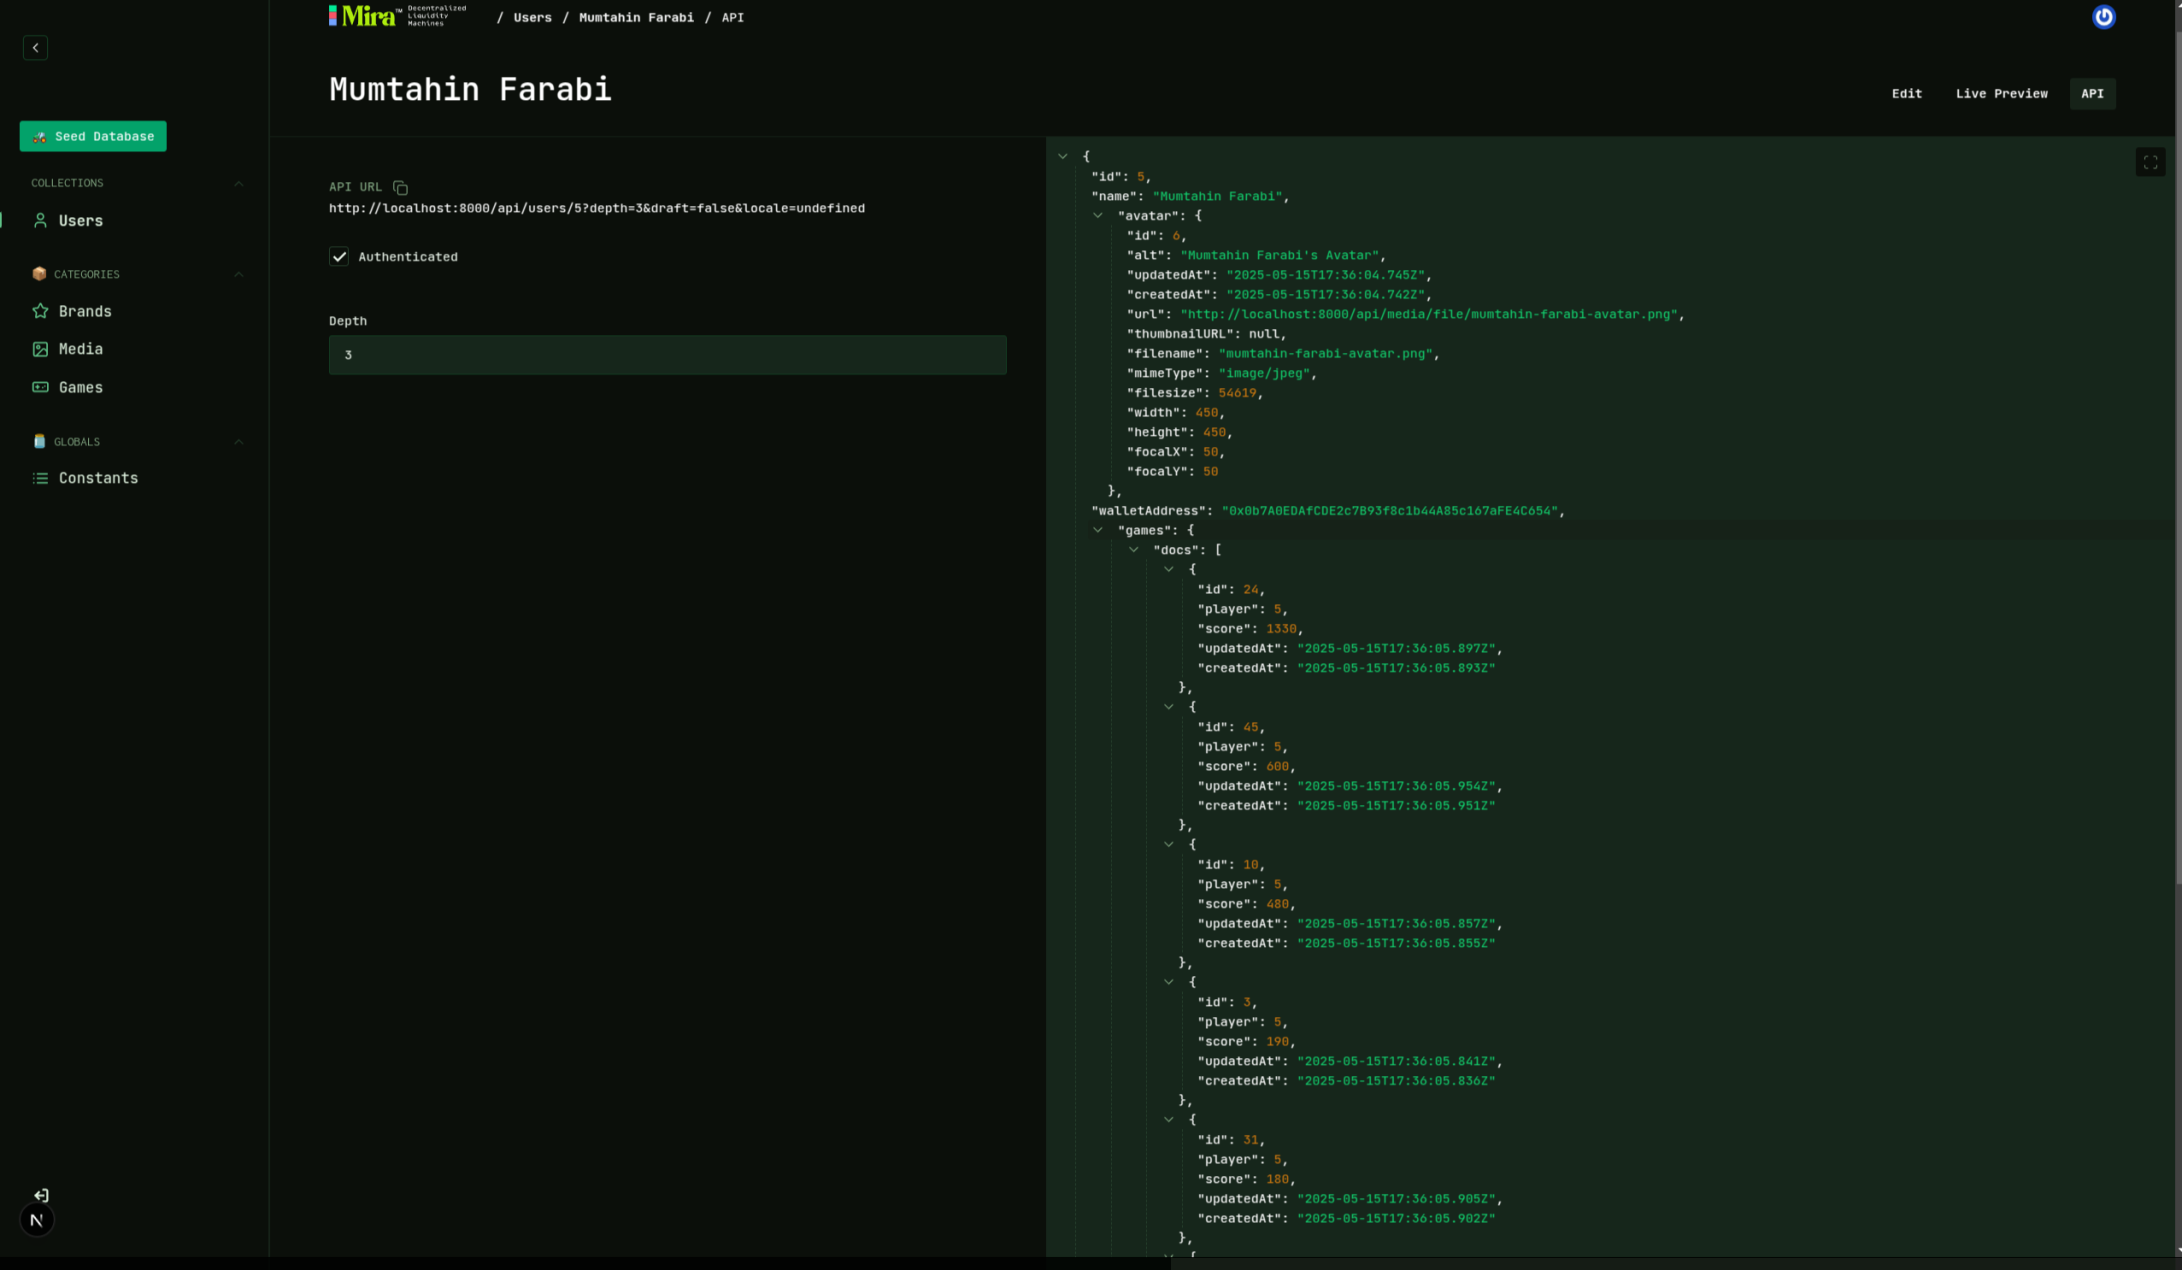 Mira™ Decentralized
Liquidity
Machines
/ Users / Mumtahin Farabi / API
Mumtahin Farabi
Edit Live Preview API
Seed Database
COLLECTIONS
Users
CATEGORIES
Brands
Media
Games
GLOBALS
Constants
N
API URL
http://localhost:8000/api/users/5?depth=3&draft=false&locale=undefined
Authenticated
Depth
3
{
"id": 5,
"name": "Mumtahin Farabi",
"avatar": {
"id": 6,
"alt": "Mumtahin Farabi's Avatar",
"updatedAt": "2025-05-15T17:36:04.745Z",
"createdAt": "2025-05-15T17:36:04.742Z",
"url": "http://localhost:8000/api/media/file/mumtahin-farabi-avatar.png",
"thumbnailURL": null,
"filename": "mumtahin-farabi-avatar.png",
"mimeType": "image/jpeg",
"filesize": 54619,
"width": 450,
"height": 450,
"focalX": 50,
"focalY": 50
},
"walletAddress": "0x0b7A0EDAfCDE2c7B93f8c1b44A85c167aFE4C654",
"games": {
"docs": [
{
"id": 24,
"player": 5,
"score": 1330,
"updatedAt": "2025-05-15T17:36:05.897Z",
"createdAt": "2025-05-15T17:36:05.893Z"
},
{
"id": 45,
"player": 5,
"score": 600,
"updatedAt": "2025-05-15T17:36:05.954Z",
"createdAt": "2025-05-15T17:36:05.951Z"
},
{
"id": 10,
"player": 5,
"score": 480,
"updatedAt": "2025-05-15T17:36:05.857Z",
"createdAt": "2025-05-15T17:36:05.855Z"
},
{
"id": 3,
"player": 5,
"score": 190,
"updatedAt": "2025-05-15T17:36:05.841Z",
"createdAt": "2025-05-15T17:36:05.836Z"
},
{
"id": 31,
"player": 5,
"score": 180,
"updatedAt": "2025-05-15T17:36:05.905Z",
"createdAt": "2025-05-15T17:36:05.902Z"
},
{